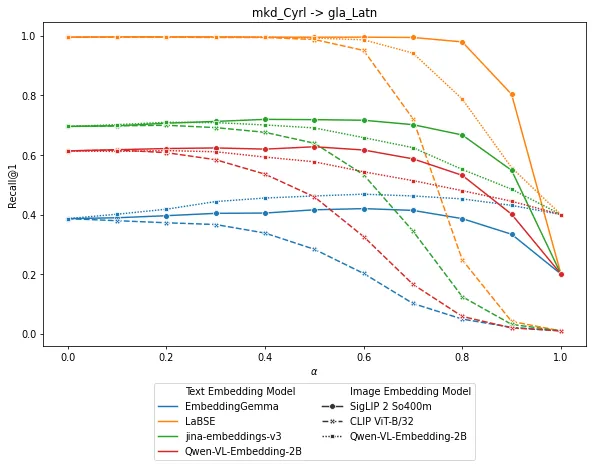 mkd_Cyrl -> gla_Latn
Recall@1
1.0
0.8
0.6
0.4
0.2
0.0
0.0 0.2 0.4 0.6 0.8 1.0
α
Text Embedding Model
EmbeddingGemma
LaBSE
jina-embeddings-v3
Qwen-VL-Embedding-2B
Image Embedding Model
SigLIP 2 So400m
CLIP ViT-B/32
Qwen-VL-Embedding-2B